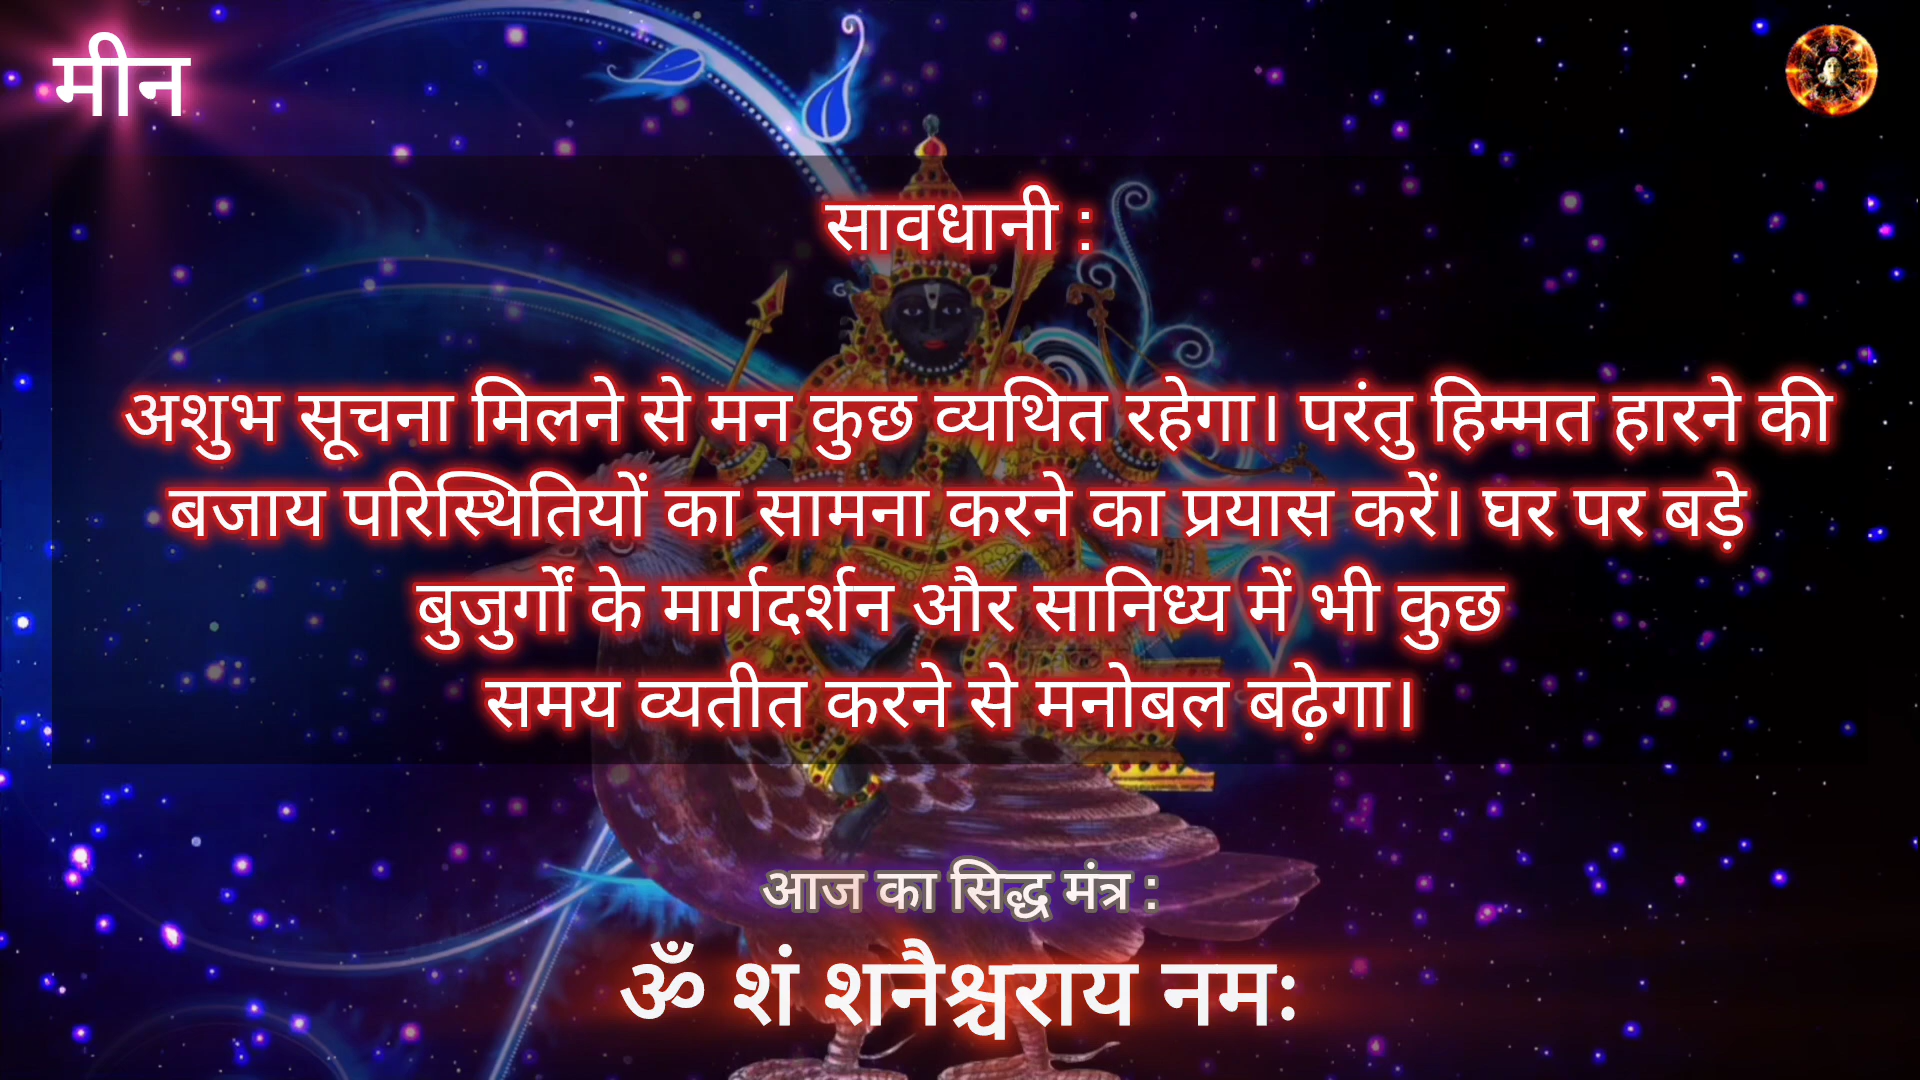 मीन
सावधानी :
अशुभ सूचना मिलने से मन कुछ व्यथित रहेगा। परंतु हिम्मत हारने की
बजाय परिस्थितियों का सामना करने का प्रयास करें। घर पर बड़े
बुजुर्गों के मार्गदर्शन और सानिध्य में भी कुछ
समय व्यतीत करने से मनोबल बढ़ेगा।
आज का सिद्ध मंत्र :
ॐ शं शनैश्चराय नमः